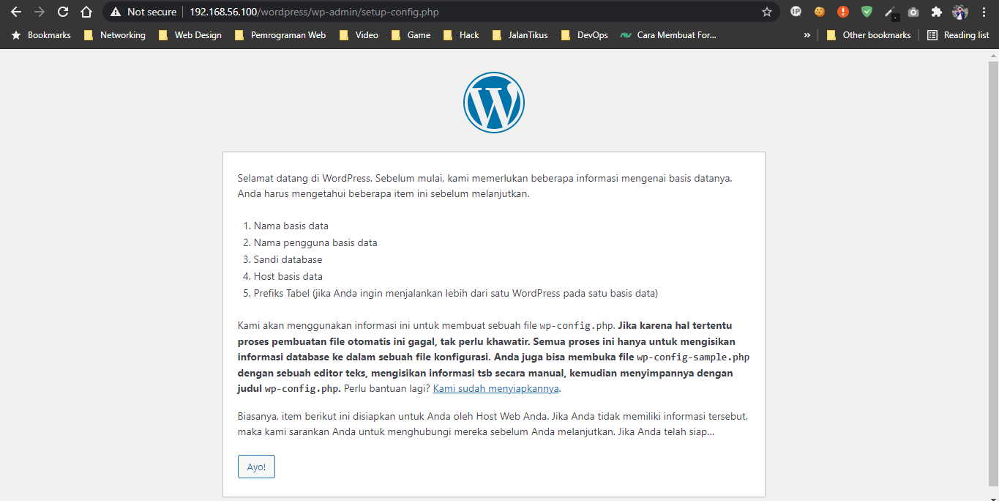 Not secure 192.168.56.100/wordpress/wp-admin/setup-config.php
Bookmarks Networking Web Design Pemrograman Web Video Game Hack JalanTikus DevOps Cara Membuat For... » Other bookmarks Reading list
Selamat datang di WordPress. Sebelum mulai, kami memerlukan beberapa informasi mengenai basis datanya.
Anda harus mengetahui beberapa item ini sebelum melanjutkan.
1. Nama basis data
2. Nama pengguna basis data
3. Sandi database
4. Host basis data
5. Prefiks Tabel (jika Anda ingin menjalankan lebih dari satu WordPress pada satu basis data)
Kami akan menggunakan informasi ini untuk membuat sebuah file wp-config.php. Jika karena hal tertentu
proses pembuatan file otomatis ini gagal, tak perlu khawatir. Semua proses ini hanya untuk mengisikan
informasi database ke dalam sebuah file konfigurasi. Anda juga bisa membuka file wp-config-sample.php
dengan sebuah editor teks, mengisikan informasi tsb secara manual, kemudian menyimpannya dengan
judul wp-config.php. Perlu bantuan lagi? Kami sudah menyiapkannya.
Biasanya, item berikut ini disiapkan untuk Anda oleh Host Web Anda. Jika Anda tidak memiliki informasi tersebut,
maka kami sarankan Anda untuk menghubungi mereka sebelum Anda melanjutkan. Jika Anda telah siap...
Ayo!